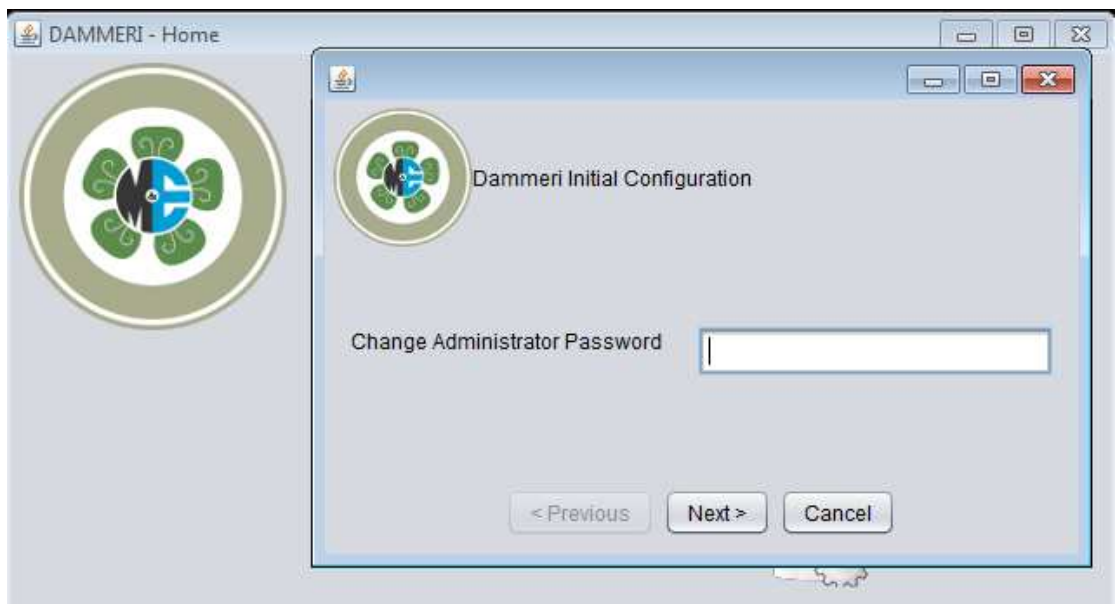 DAMMERI - Home
Dammeri Initial Configuration
Change Administrator Password
< Previous
Next >
Cancel